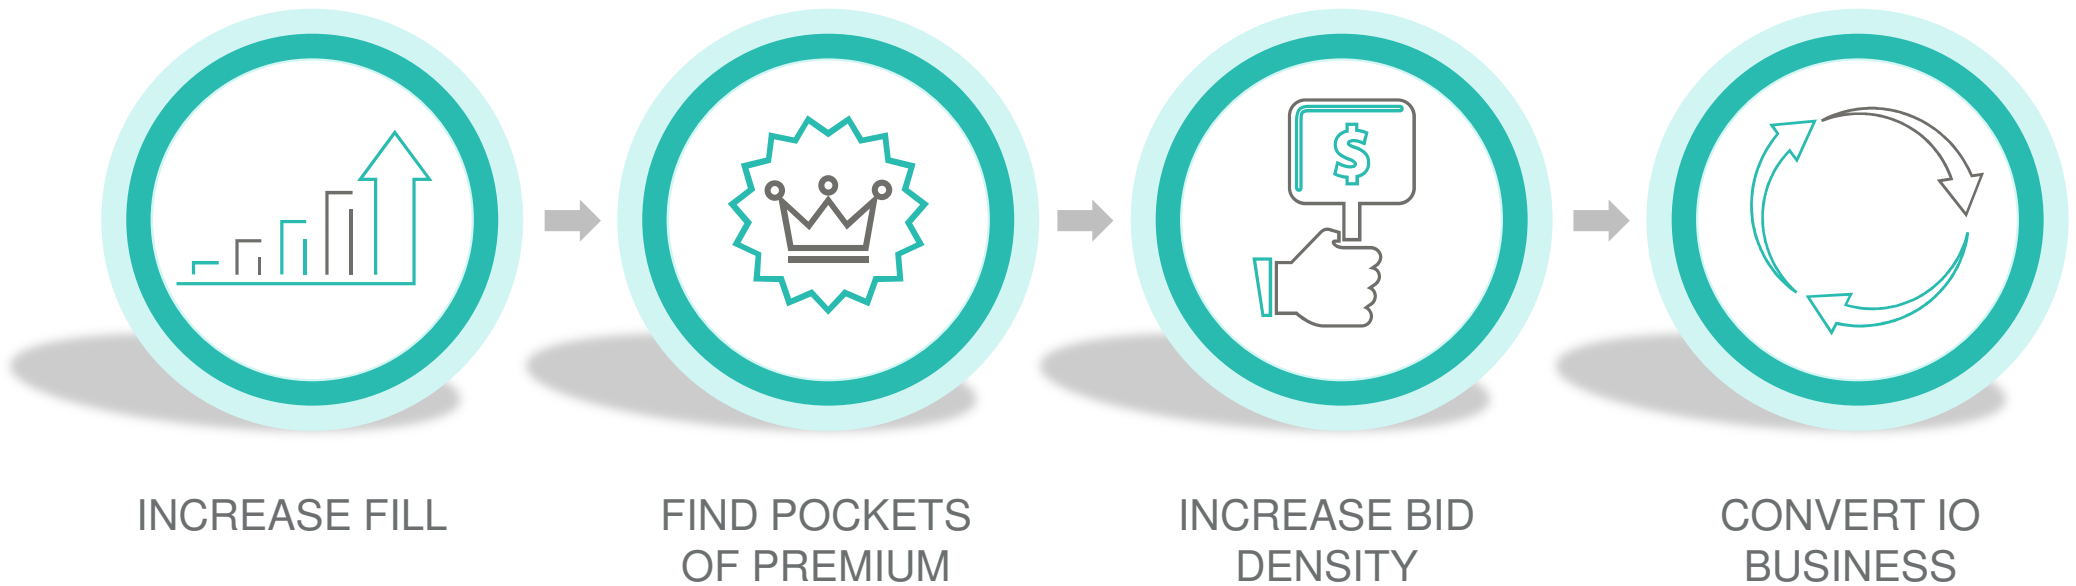 INCREASE FILL
FIND POCKETS
OF PREMIUM
$
INCREASE BID
DENSITY
CONVERT IO
BUSINESS